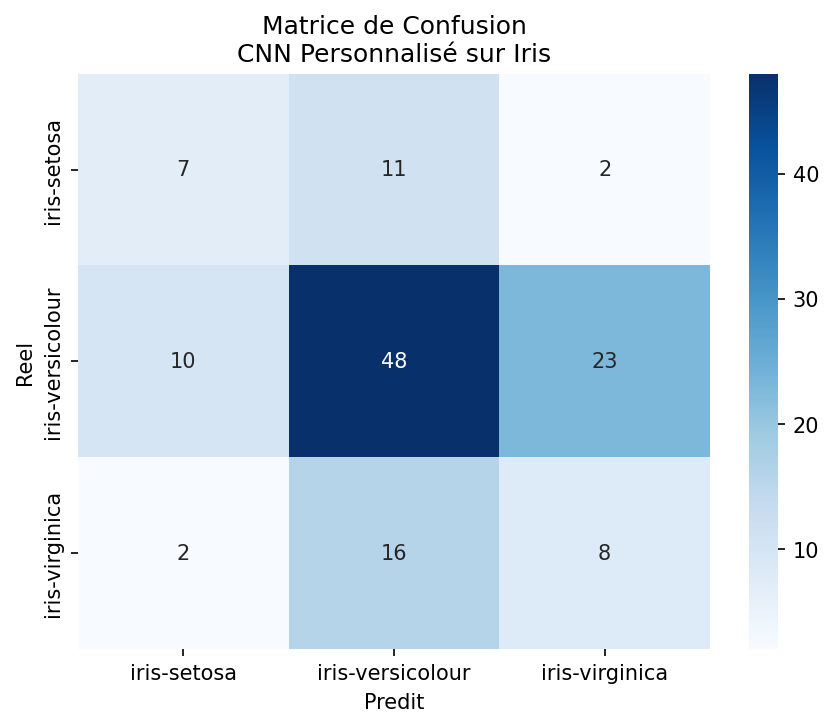 Matrice de Confusion
CNN Personnalisé sur Iris
Reel
iris-setosa
7 11 2
iris-versicolour
10 48 23
iris-virginica
2 16 8
iris-setosa iris-versicolour iris-virginica
Predit
40
30
20
10